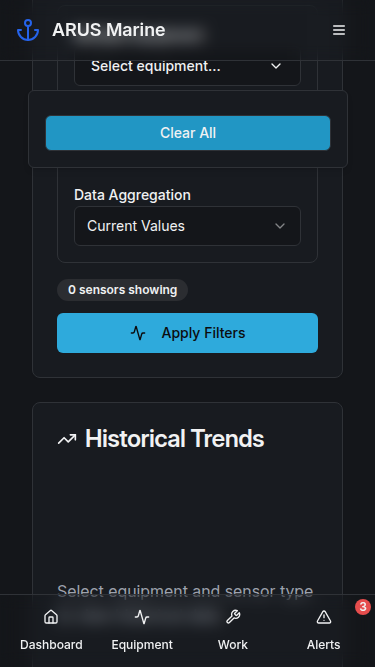 ARUS Marine
Select equipment...
Clear All
Data Aggregation
Current Values
0 sensors showing
Apply Filters
Historical Trends
Select equipment and sensor type
3
Dashboard
Equipment
Work
Alerts